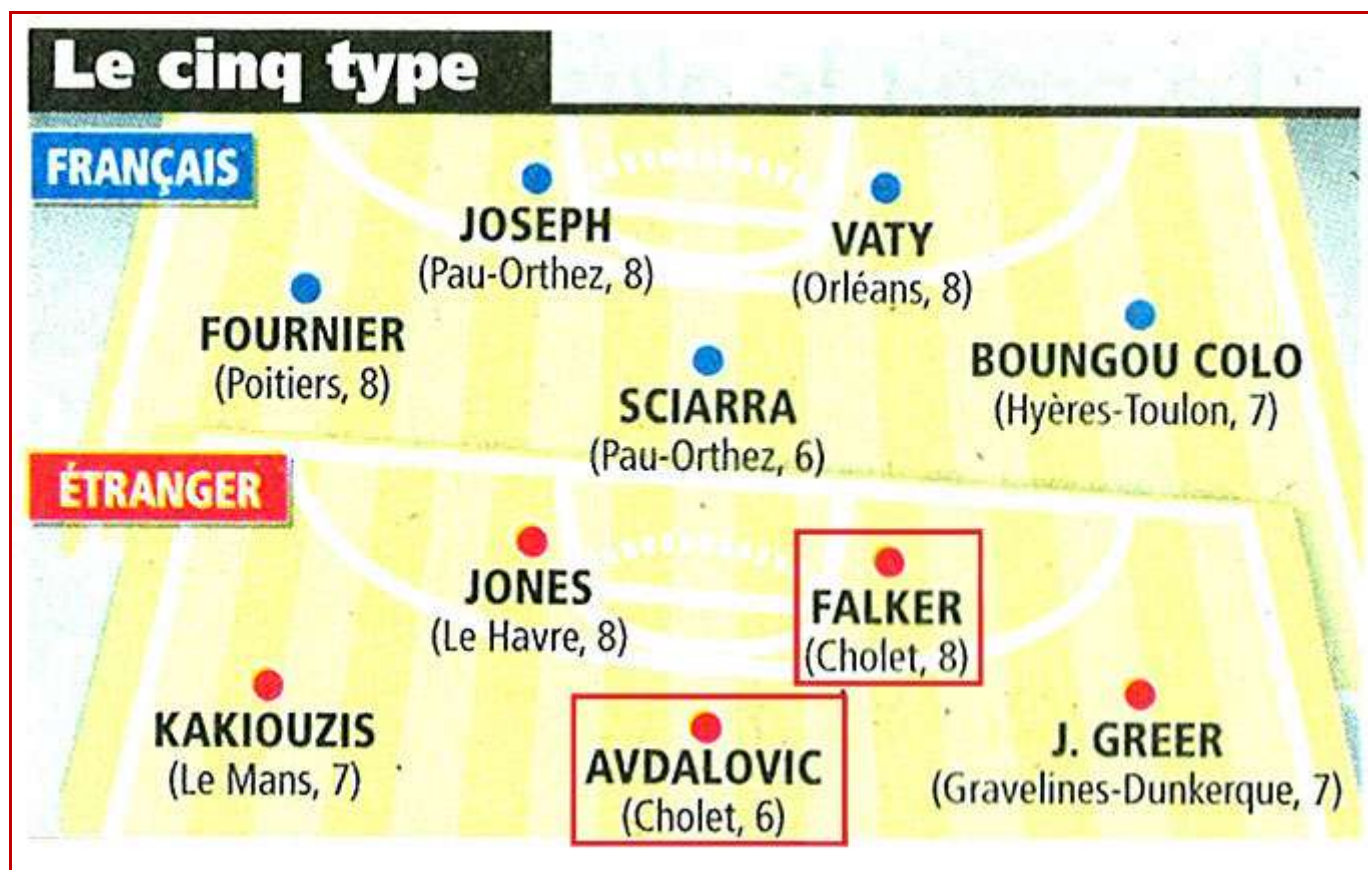 Le cinq type
FRANÇAIS
JOSEPH
(Pau-Orthez, 8)
VATY
(Orléans, 8)
FOURNIER
(Poitiers, 8)
SCIARRA
(Pau-Orthez, 6)
BOUNGOU COLO
(Hyères-Toulon, 7)
ÉTRANGER
JONES
(Le Havre, 8)
FALKER
(Cholet, 8)
KAKIOUZIS
(Le Mans, 7)
AVDALOVIC
(Cholet, 6)
J. GREER
(Gravelines-Dunkerque, 7)